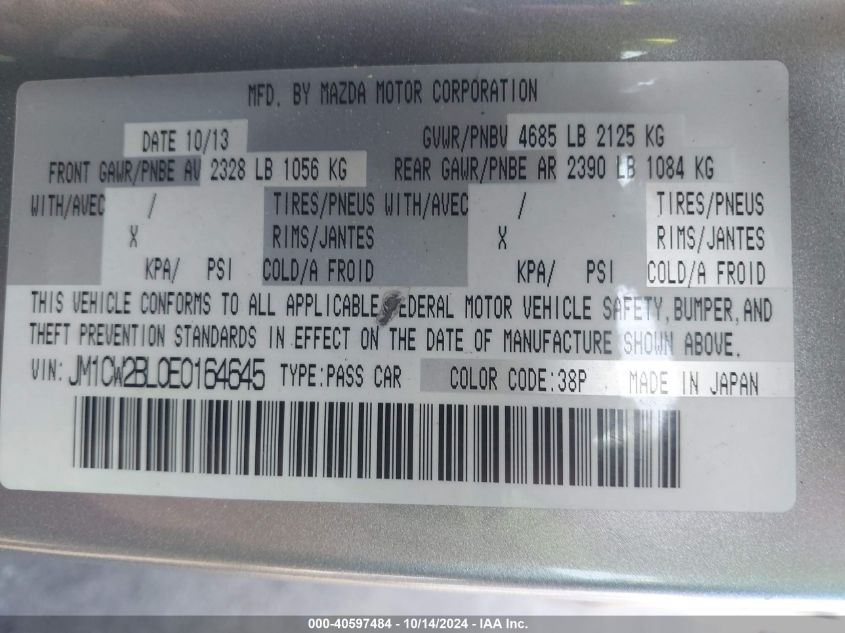 MFD. BY MAZDA MOTOR CORPORATION
DATE 10/13 GVWR/PNBV 4685 LB 2125 KG
FRONT GAWR/PNBE AV 2328 LB 1056 KG REAR GAWR/PNBE AR 2390 LB 1084 KG
WITH/AVEC / TIRES/PNEUS WITH/AVEC / TIRES/PNEUS
X RIMS/JANTES X RIMS/JANTES
KPA/ PSI COLD/A FROID KPA/ PSI COLD/A FROID
THIS VEHICLE CONFORMS TO ALL APPLICABLE FEDERAL MOTOR VEHICLE SAFETY, BUMPER, AND
THEFT PREVENTION STANDARDS IN EFFECT ON THE DATE OF MANUFACTURE SHOWN ABOVE.
VIN: JM1CW2BL0E0164645 TYPE:PASS CAR COLOR CODE:38P MADE IN JAPAN
000-40597484 - 10/14/2024 - IAA Inc.